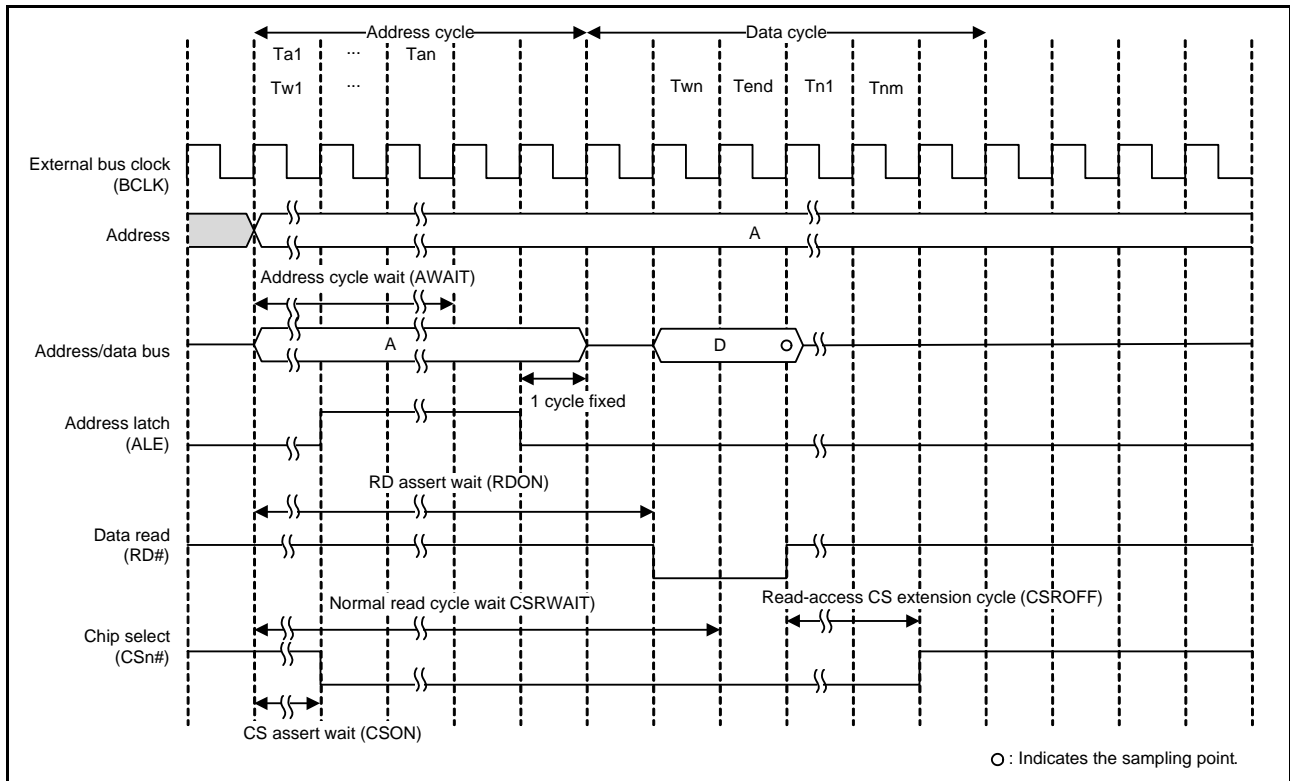 Address cycle
Data cycle
Ta1 ... Tan
Tw1 ... Twn Tend Tn1 Tnm
External bus clock
(BCLK)
Address
A
Address cycle wait (AWAIT)
Address/data bus
A
D
1 cycle fixed
Address latch
(ALE)
RD assert wait (RDON)
Data read
(RD#)
Normal read cycle wait CSRWAIT)
Read-access CS extension cycle (CSROFF)
Chip select
(CSn#)
CS assert wait (CSON)
: Indicates the sampling point.